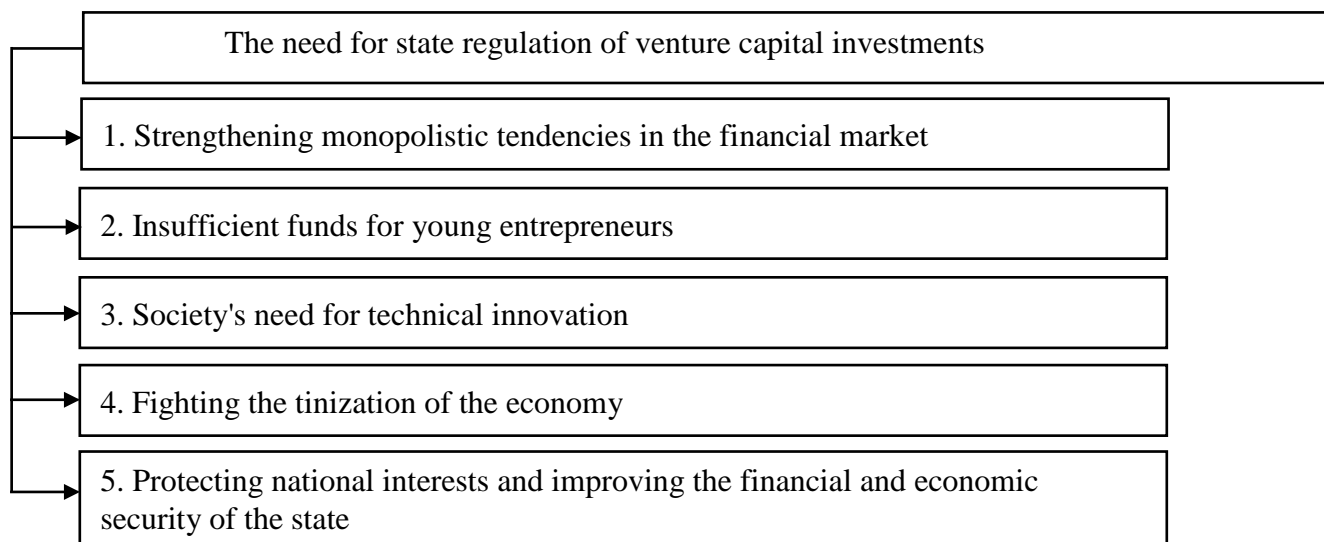 The need for state regulation of venture capital investments
1. Strengthening monopolistic tendencies in the financial market
2. Insufficient funds for young entrepreneurs
3. Society's need for technical innovation
4. Fighting the tinization of the economy
5. Protecting national interests and improving the financial and economic
security of the state